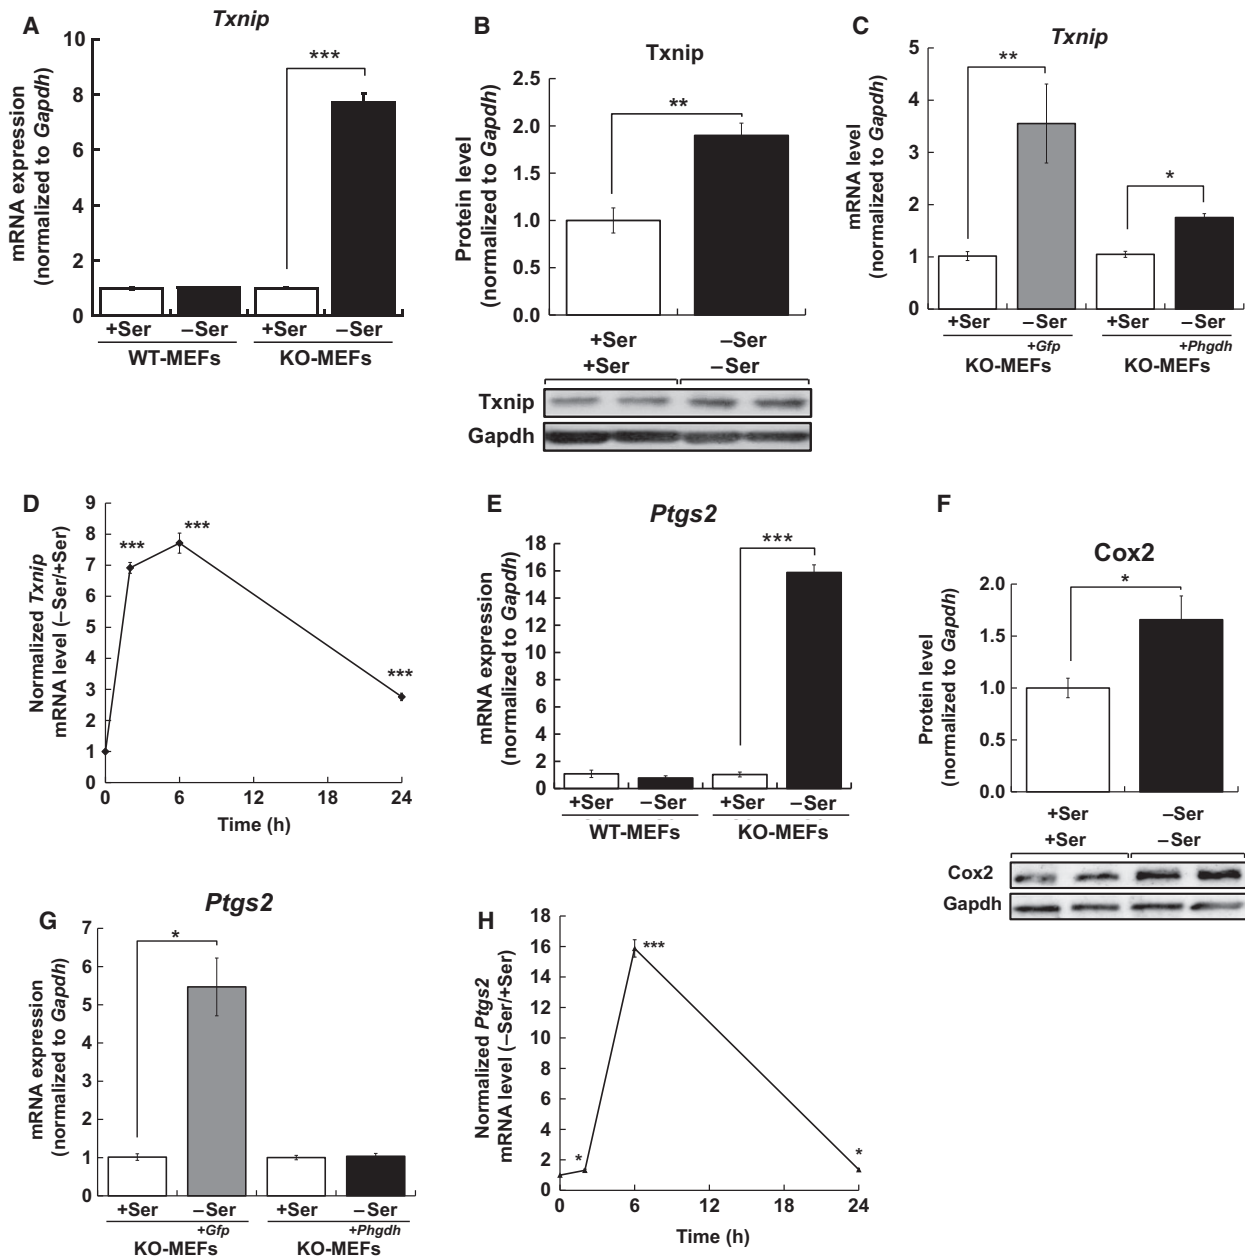 A
Txnip
mRNA expression
(normalized to Gapdh)
10
8
6
4
2
0
***
+Ser
–Ser
+Ser
–Ser
WT-MEFs
KO-MEFs
B
Txnip
Protein level
(normalized to Gapdh)
2.5
2.0
1.5
1.0
0.5
0.0
**
+Ser
–Ser
+Ser
–Ser
Txnip
Gapdh
C
Txnip
mRNA level
(normalized to Gapdh)
5
4
3
2
1
0
**
*
+Ser
–Ser
+Ser
–Ser
+Gfp
+Phgdh
KO-MEFs
KO-MEFs
D
Normalized Txnip
mRNA level (–Ser/+Ser)
9
8
7
6
5
4
3
2
1
0
***
***
***
0
6
12
18
24
Time (h)
E
Ptgs2
mRNA expression
(normalized to Gapdh)
18
16
14
12
10
8
6
4
2
0
***
+Ser
–Ser
+Ser
–Ser
WT-MEFs
KO-MEFs
F
Cox2
Protein level
(normalized to Gapdh)
2.0
1.5
1.0
0.5
0.0
*
+Ser
–Ser
+Ser
–Ser
Cox2
Gapdh
G
Ptgs2
mRNA expression
(normalized to Gapdh)
7
6
5
4
3
2
1
0
*
+Ser
–Ser
+Ser
–Ser
+Gfp
+Phgdh
KO-MEFs
KO-MEFs
H
Normalized Ptgs2
mRNA level (–Ser/+Ser)
18
16
14
12
10
8
6
4
2
0
*
***
*
0
6
12
18
24
Time (h)